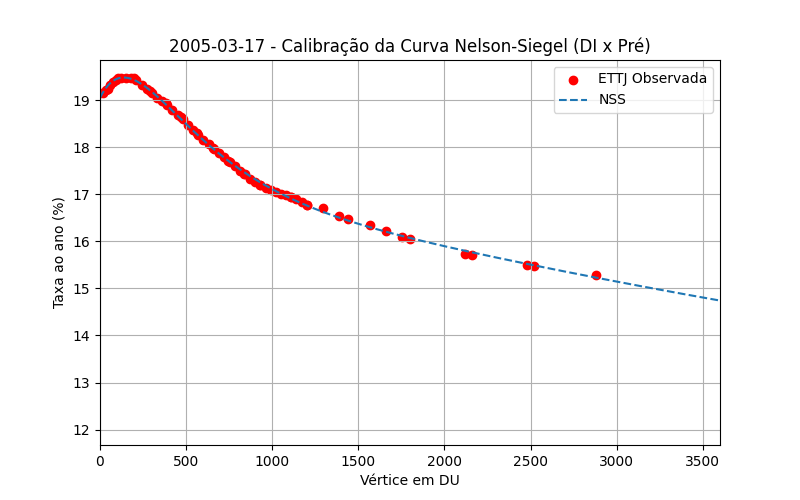 2005-03-17 - Calibração da Curva Nelson-Siegel (DI x Pré)
ETTJ Observada
NSS
Taxa ao ano (%)
19
18
17
16
15
14
13
12
0 500 1000 1500 2000 2500 3000 3500
Vértice em DU